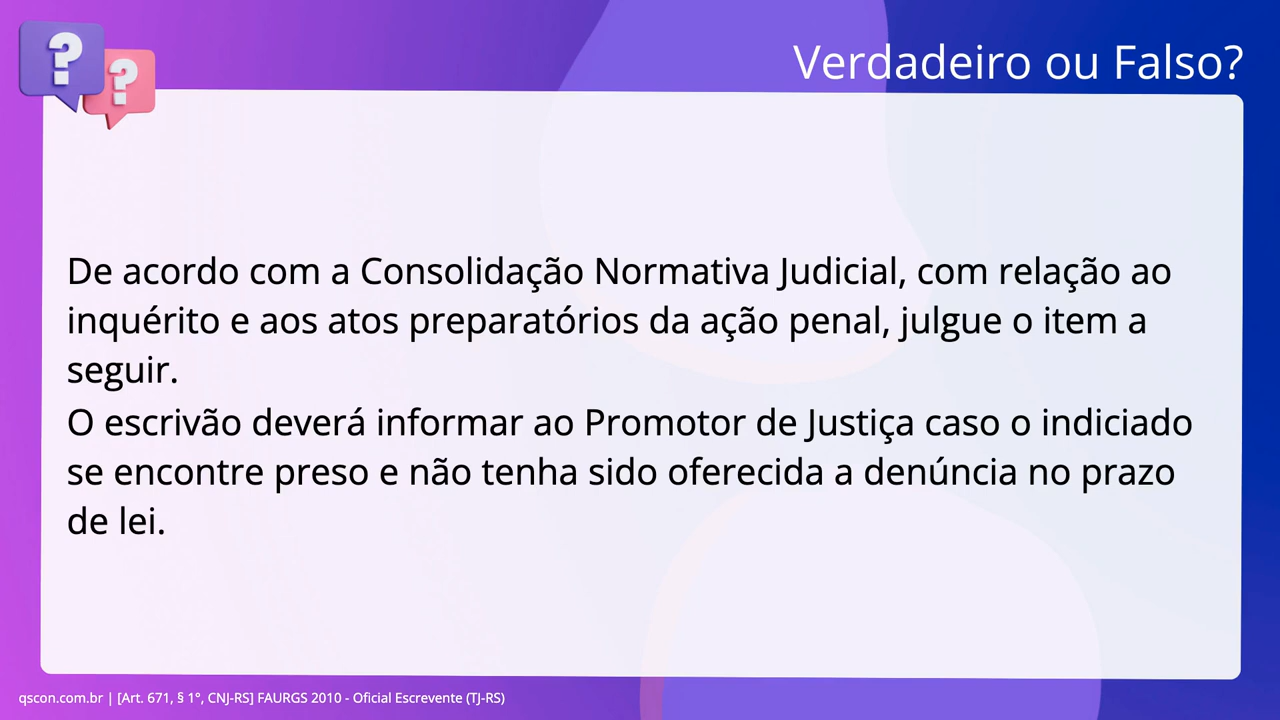 ? ?
Verdadeiro ou Falso?
De acordo com a Consolidação Normativa Judicial, com relação ao
inquérito e aos atos preparatórios da ação penal, julgue o item a
seguir.
O escrivão deverá informar ao Promotor de Justiça caso o indiciado
se encontre preso e não tenha sido oferecida a denúncia no prazo
de lei.
qscon.com.br | [Art. 671, § 1°, CNJ-RS] FAURGS 2010 - Oficial Escrevente (TJ-RS)